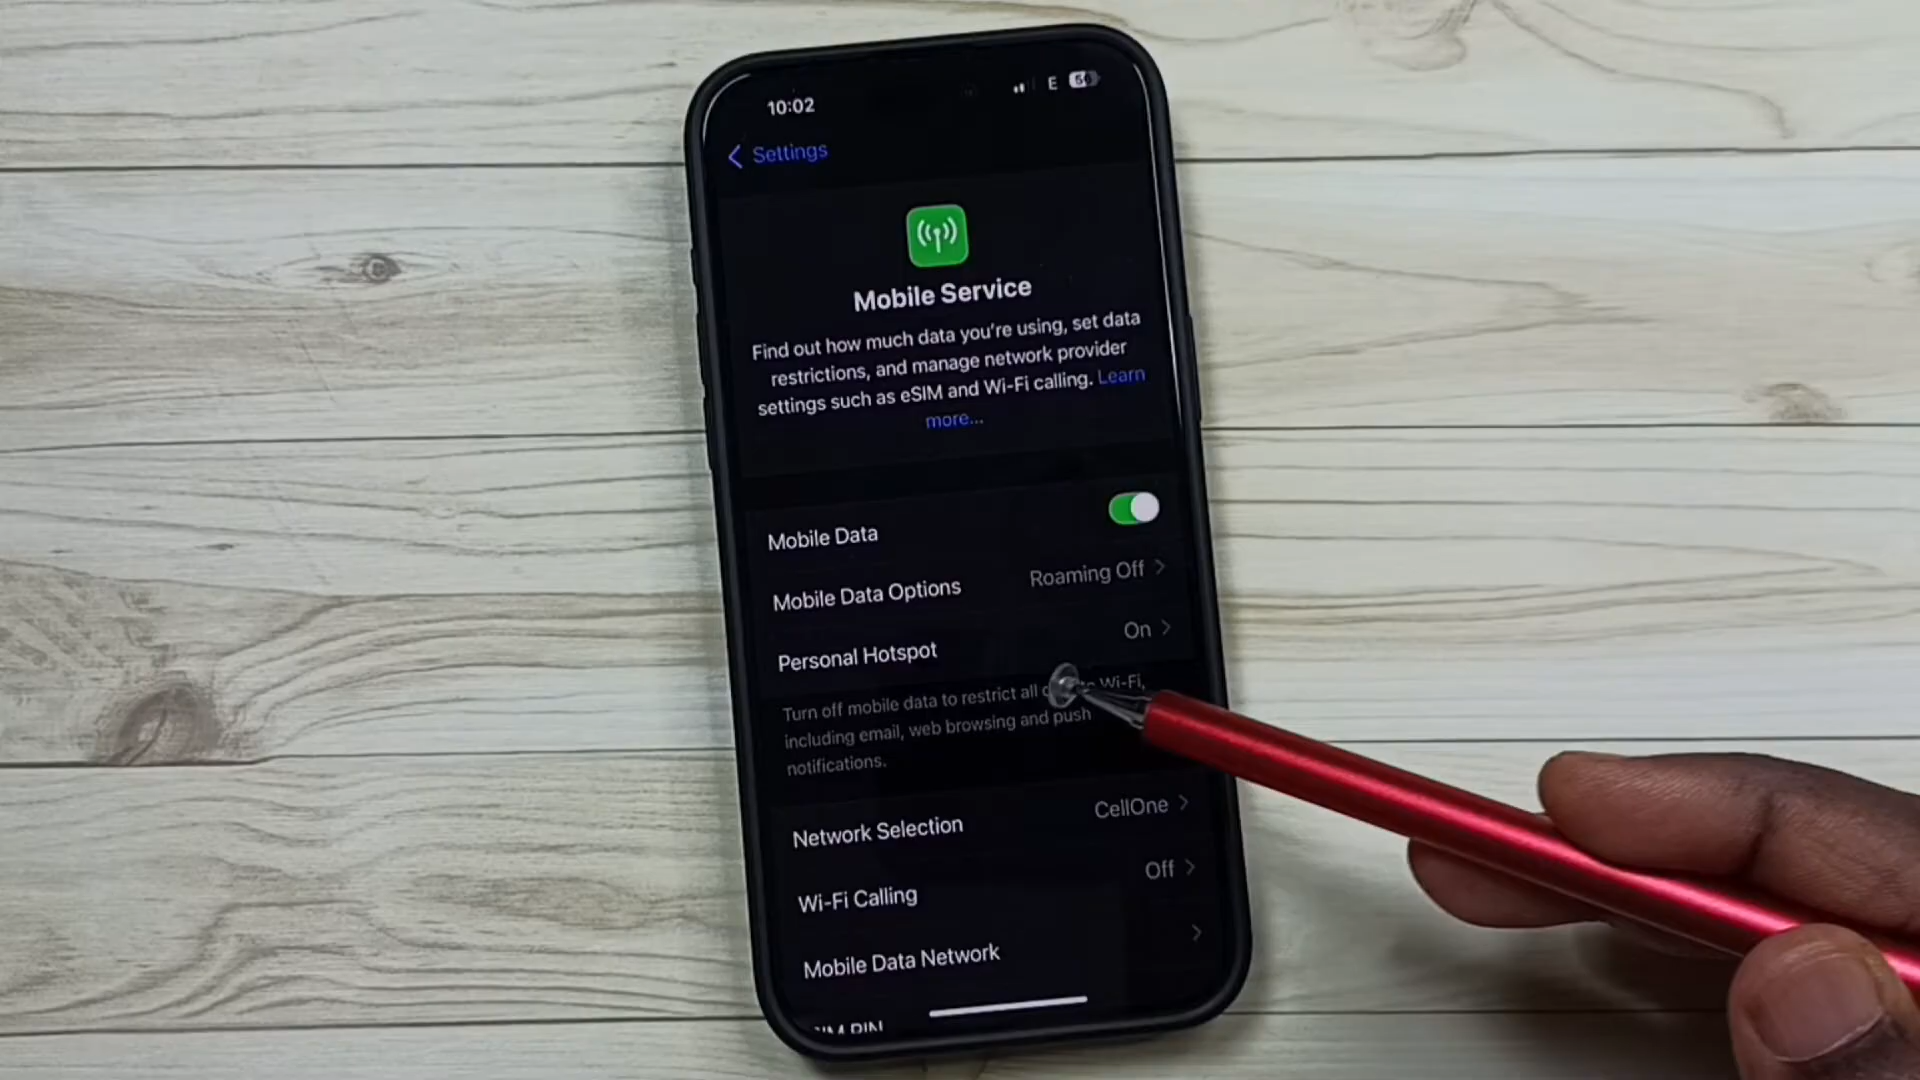 10:02
E 50
Settings
Mobile Service
Find out how much data you're using, set data
restrictions, and manage network provider
settings such as eSIM and Wi-Fi calling. Learn
more...
Mobile Data
Mobile Data Options Roaming Off
Personal Hotspot On
Turn off mobile data to restrict all Wi-Fi,
including email, web browsing and push
notifications.
Network Selection CellOne
Wi-Fi Calling Off
Mobile Data Network
PIN